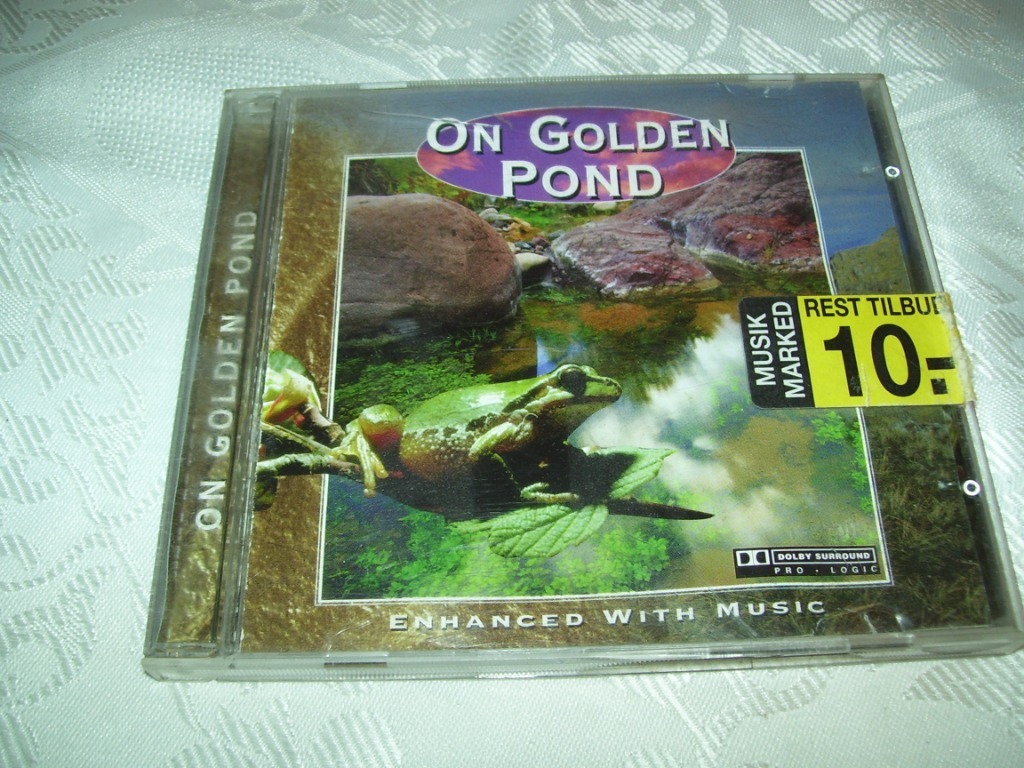 ON GOLDEN
POND
ON GOLDEN POND
MUSIK
MARKED
REST TILBUD
10.-
DOLBY SURROUND
PRO · LOGIC
ENHANCED WITH MUSIC